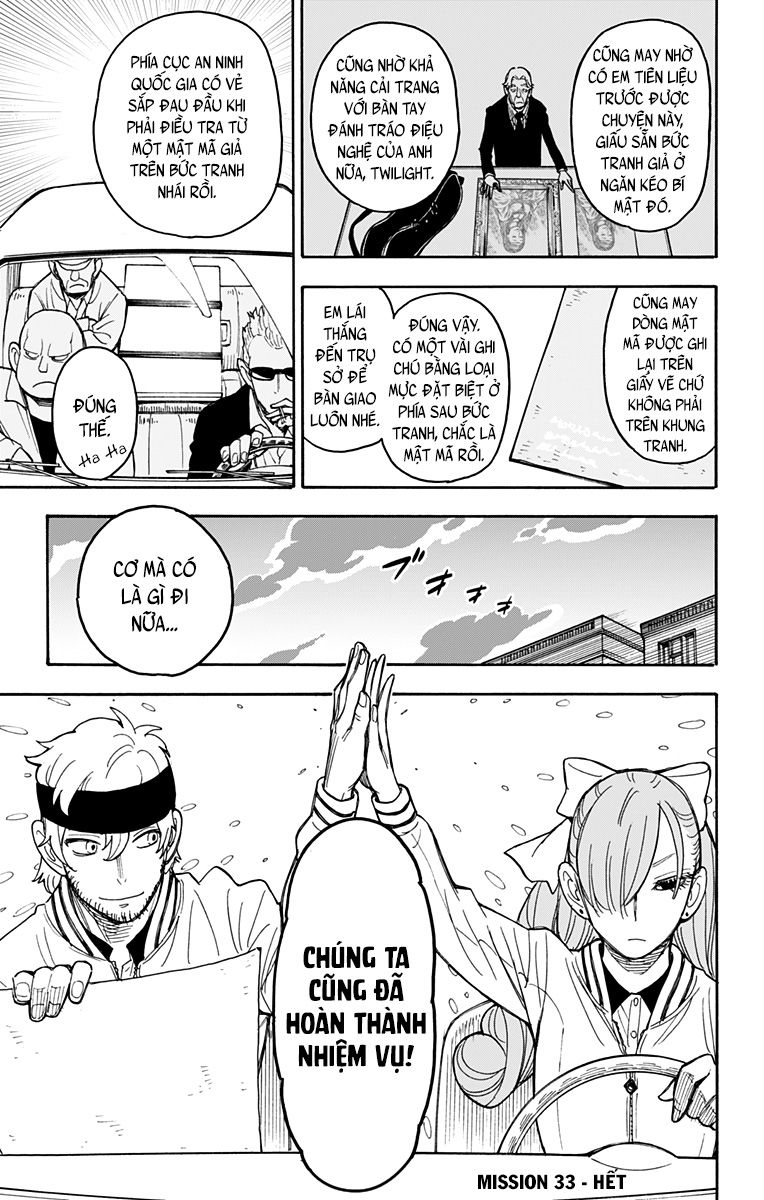 CŨNG MAY NHỜ
CÓ EM TIÊN LIỆU
TRƯỚC ĐƯỢC
CHUYỆN NÀY,
GIẤU SẴN BỨC
TRANH GIẢ Ở
NGĂN KÉO BÍ
MẬT ĐÓ.
CŨNG NHỜ KHẢ
NĂNG CẢI TRANG
VỚI BÀN TAY
ĐÁNH TRÁO ĐIỆU
NGHỆ CỦA ANH
NỮA, TWILIGHT.
PHÍA CỤC AN NINH
QUỐC GIA CÓ VẺ
SẮP ĐAU ĐẦU KHI
PHẢI ĐIỀU TRA TỪ
MỘT MẬT MÃ GIẢ
TRÊN BỨC TRANH
NHÁI RỒI.
ĐÚNG
THẾ.
Ha Ha
CŨNG MAY
DÒNG MẬT
MÃ ĐƯỢC GHI
LẠI TRÊN
GIẤY VẼ CHỨ
KHÔNG PHẢI
TRÊN KHUNG
TRANH.
ĐÚNG VẬY.
CÓ MỘT VÀI GHI
CHÚ BẰNG LOẠI
MỰC ĐẶT BIỆT Ở
PHÍA SAU BỨC
TRANH, CHẮC LÀ
MẬT MÃ RỒI.
EM LÁI
THẲNG
ĐẾN TRỤ
SỞ ĐỂ
BÀN GIAO
LUÔN NHÉ.
CƠ MÀ CÓ
LÀ GÌ ĐI
NỮA...
ブキキキ
CHÚNG TA
CŨNG ĐÃ
HOÀN THÀNH
NHIỆM VỤ!
MISSION 33 - HẾT